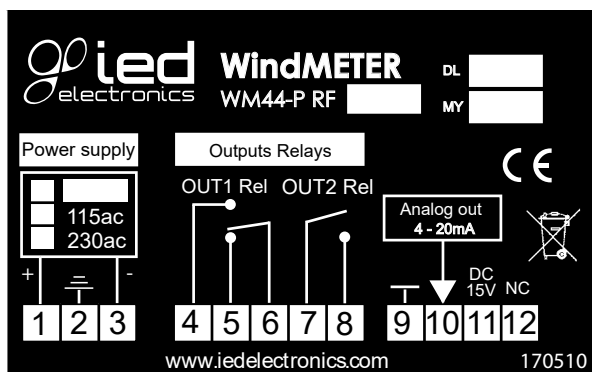 ied
electronics
WindMETER
WM44-P RF
DL
MY
Power supply
115ac
230ac
+ -
Outputs Relays
OUT1 Rel OUT2 Rel
Analog out
4 - 20mA
CE
DC
15V NC
1 2 3 4 5 6 7 8 9 10 11 12
www.iedelectronics.com 170510